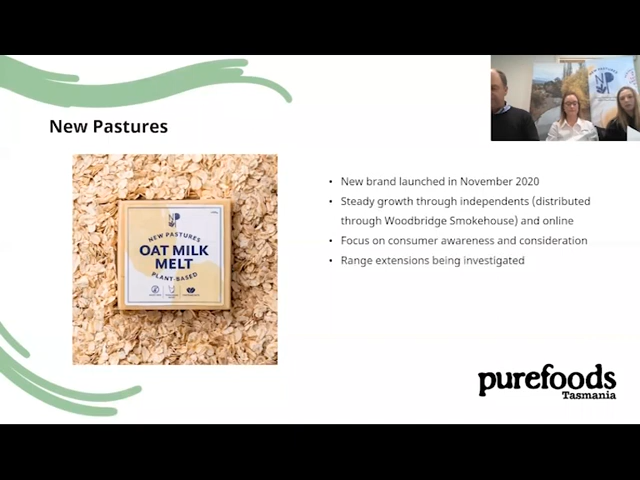 New Pastures
NEW PASTURES
OAT MILK
MELT
PLANT-BASED
• New brand launched in November 2020
• Steady growth through independents (distributed
through Woodbridge Smokehouse) and online
• Focus on consumer awareness and consideration
• Range extensions being investigated
purefoods
Tasmania